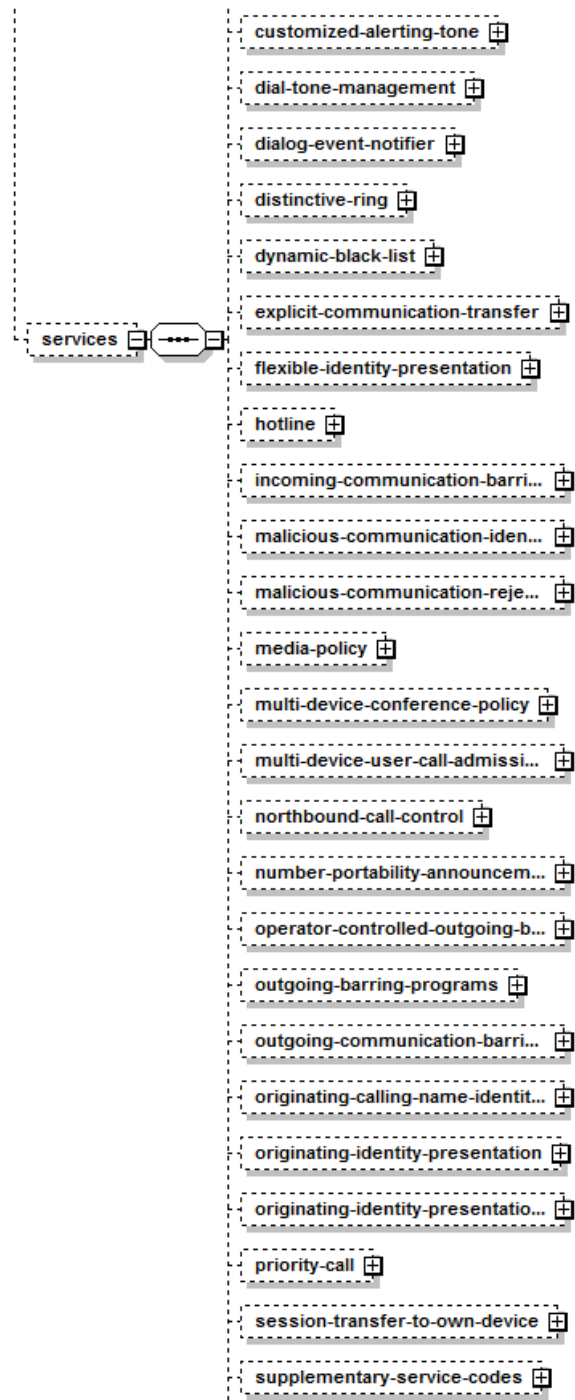 customized-alerting-tone
dial-tone-management
dialog-event-notifier
distinctive-ring
dynamic-black-list
explicit-communication-transfer
services
flexible-identity-presentation
hotline
incoming-communication-barri...
malicious-communication-iden...
malicious-communication-reje...
media-policy
multi-device-conference-policy
multi-device-user-call-admissi...
northbound-call-control
number-portability-announcem...
operator-controlled-outgoing-b...
outgoing-barring-programs
outgoing-communication-barri...
originating-calling-name-identit...
originating-identity-presentation
originating-identity-presentatio...
priority-call
session-transfer-to-own-device
supplementary-service-codes